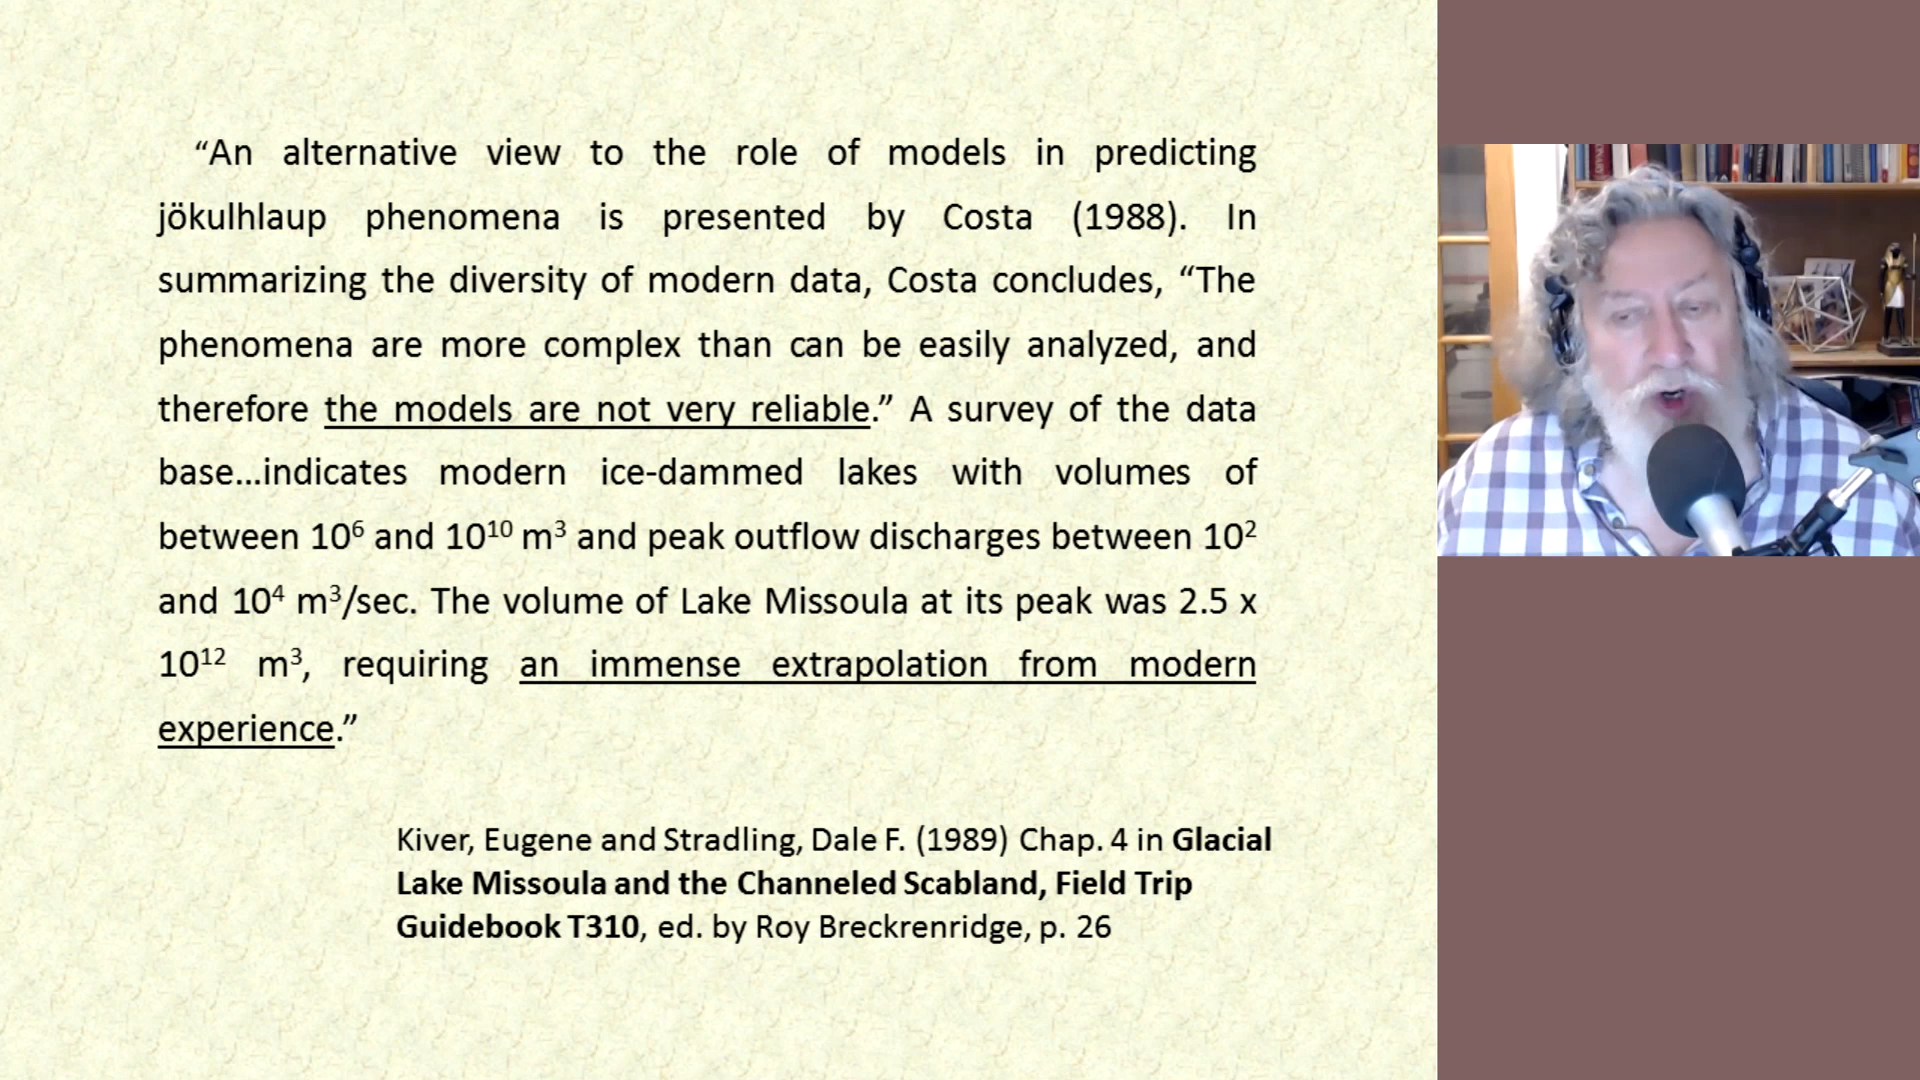 “An alternative view to the role of models in predicting
jökulhlaup phenomena is presented by Costa (1988). In
summarizing the diversity of modern data, Costa concludes, “The
phenomena are more complex than can be easily analyzed, and
therefore the models are not very reliable.” A survey of the data
base...indicates modern ice-dammed lakes with volumes of
between 10⁶ and 10¹⁰ m³ and peak outflow discharges between 10²
and 10⁴ m³/sec. The volume of Lake Missoula at its peak was 2.5 x
10¹² m³, requiring an immense extrapolation from modern
experience.”
Kiver, Eugene and Stradling, Dale F. (1989) Chap. 4 in Glacial
Lake Missoula and the Channeled Scabland, Field Trip
Guidebook T310, ed. by Roy Breckrenridge, p. 26